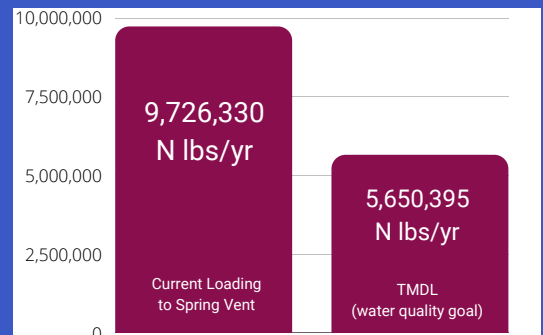 10,000,000
7,500,000
5,000,000
2,500,000
0
9,726,330
N lbs/yr
Current Loading
to Spring Vent
5,650,395
N lbs/yr
TMDL
(water quality goal)